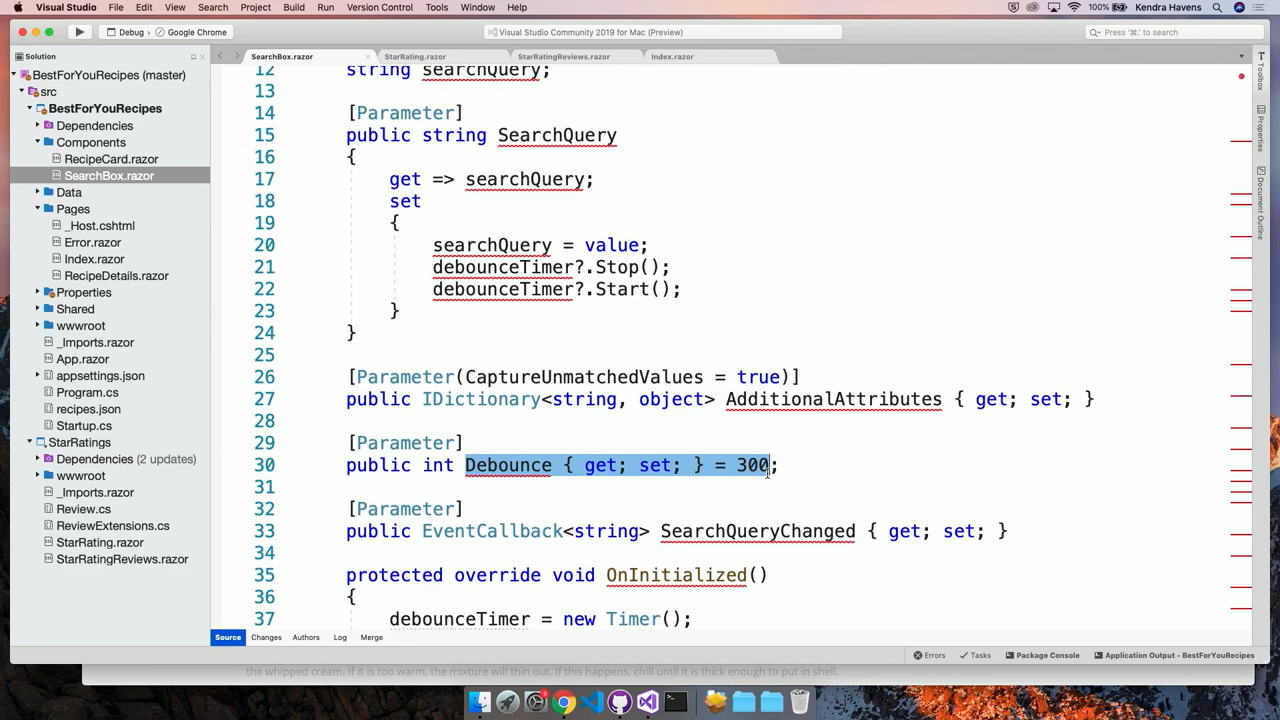 Visual Studio File Edit View Search Project Build Run Version Control Tools Window Help 100% Kendra Havens
Debug Google Chrome Visual Studio Community 2019 for Mac (Preview) Press '⌘.' to search
Solution
SearchBox.razor StarRating.razor StarRatingReviews.razor Index.razor
BestForYouRecipes (master)
src
BestForYouRecipes
Dependencies
Components
RecipeCard.razor
SearchBox.razor
Data
Pages
_Host.cshtml
Error.razor
Index.razor
RecipeDetails.razor
Properties
Shared
wwwroot
_Imports.razor
App.razor
appsettings.json
Program.cs
recipes.json
Startup.cs
StarRatings
Dependencies (2 updates)
wwwroot
_Imports.razor
Review.cs
ReviewExtensions.cs
StarRating.razor
StarRatingReviews.razor
12 string searchQuery;
13
14 [Parameter]
15 public string SearchQuery
16 {
17 get => searchQuery;
18 set
19 {
20 searchQuery = value;
21 debounceTimer?.Stop();
22 debounceTimer?.Start();
23 }
24 }
25
26 [Parameter(CaptureUnmatchedValues = true)]
27 public IDictionary<string, object> AdditionalAttributes { get; set; }
28
29 [Parameter]
30 public int Debounce { get; set; } = 300;
31
32 [Parameter]
33 public EventCallback<string> SearchQueryChanged { get; set; }
34
35 protected override void OnInitialized()
36 {
37 debounceTimer = new Timer();
Toolbox
Properties
Document Outline
Source Changes Authors Log Merge
Errors Tasks Package Console Application Output - BestForYouRecipes
the whipped cream. If it is too warm, the mixture will thin out. If this happens, chill until it is thick enough to put in shell.